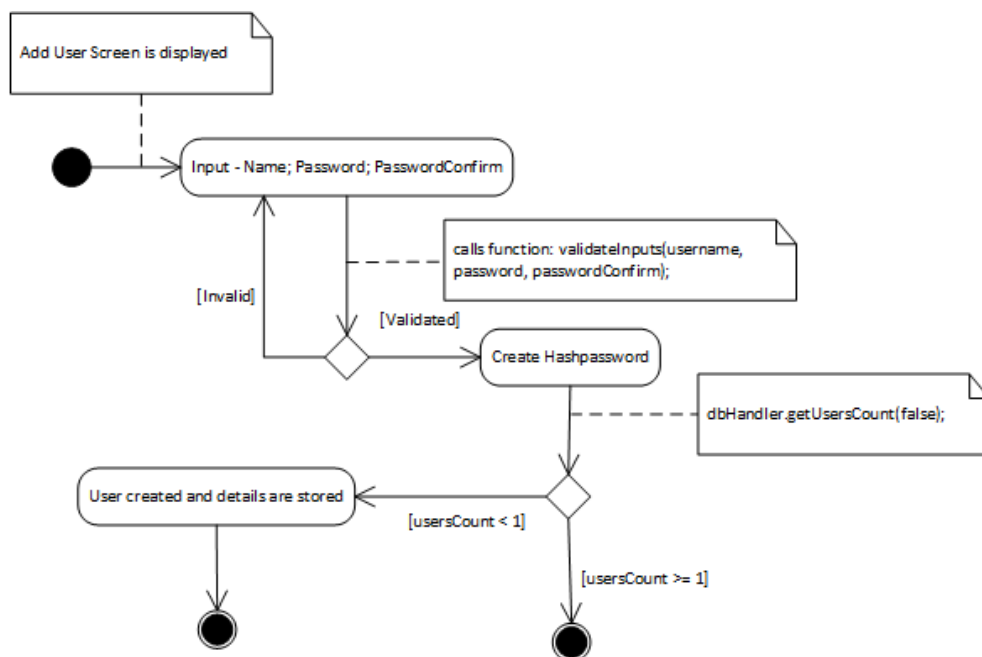 Add User Screen is displayed
Input - Name; Password; PasswordConfirm
calls function: validateInputs(username,
password, passwordConfirm);
[Invalid]
[Validated]
Create Hashpassword
dbHandler.getUsersCount(false);
User created and details are stored
[usersCount < 1]
[usersCount >= 1]